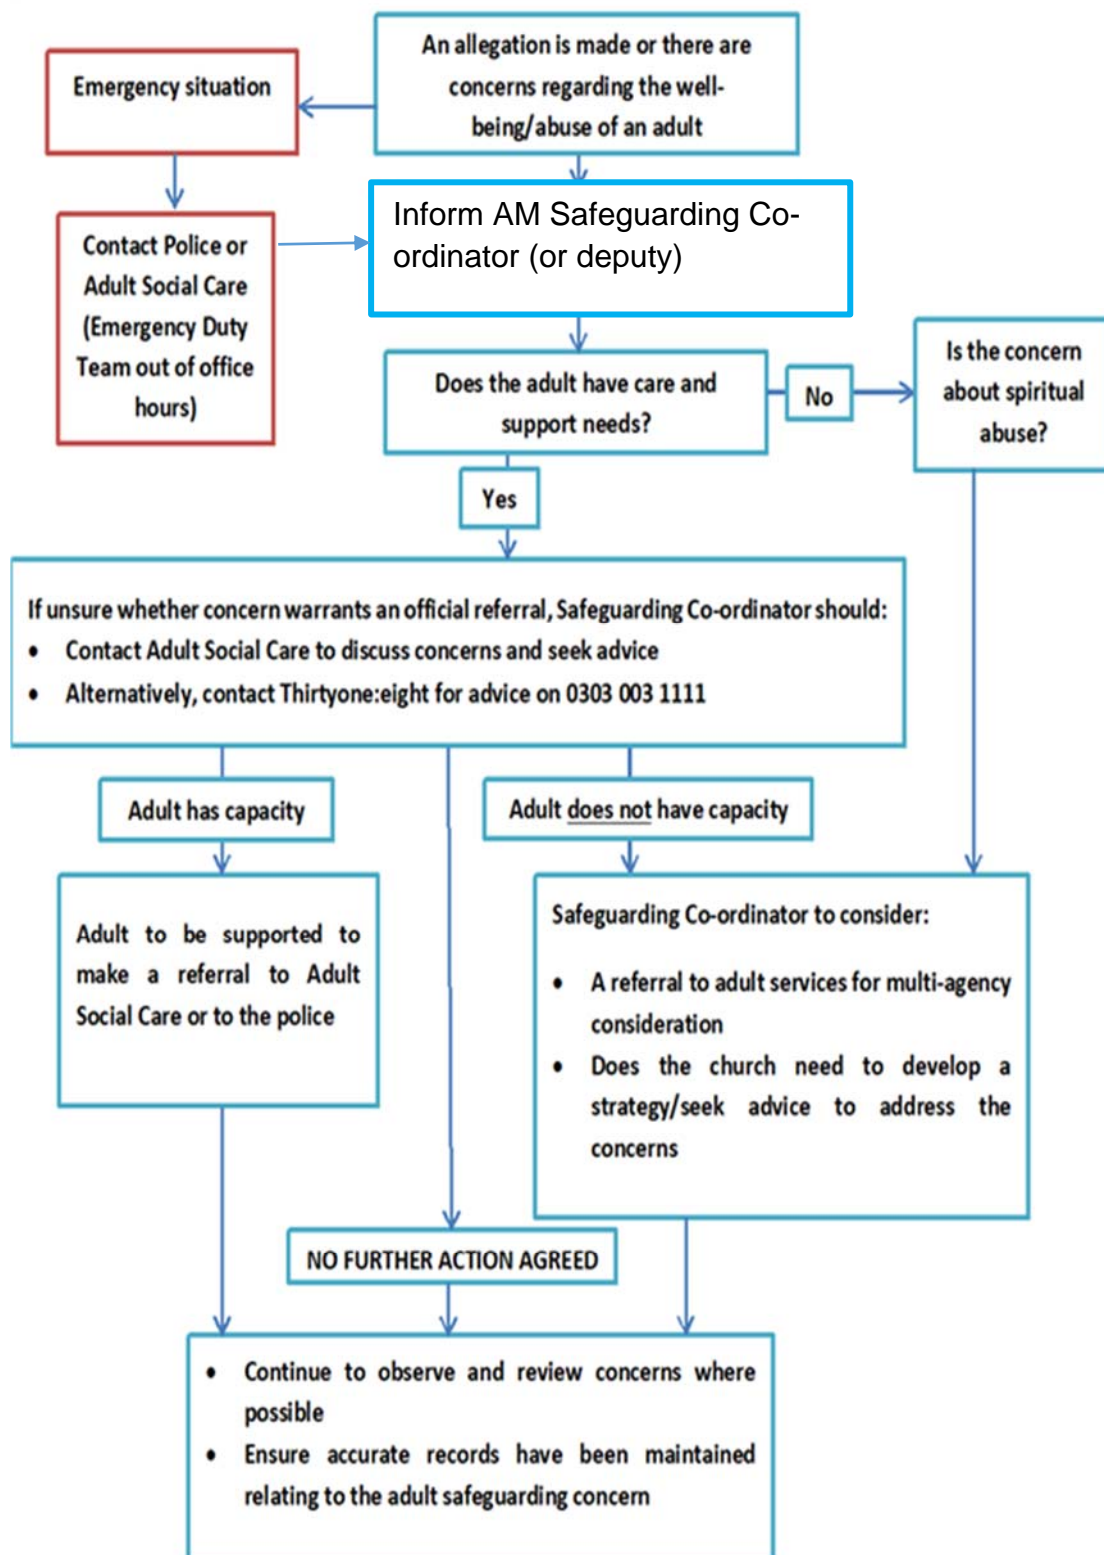 An allegation is made or there are
concerns regarding the well-
being/abuse of an adult
Emergency situation
Inform AM Safeguarding Co-
ordinator (or deputy)
Contact Police or
Adult Social Care
(Emergency Duty
Team out of office
hours)
Does the adult have care and
support needs?
No
Is the concern
about spiritual
abuse?
Yes
If unsure whether concern warrants an official referral, Safeguarding Co-ordinator should:
• Contact Adult Social Care to discuss concerns and seek advice
• Alternatively, contact Thirtyone:eight for advice on 0303 003 1111
Adult has capacity
Adult does not have capacity
Adult to be supported to
make a referral to Adult
Social Care or to the police
Safeguarding Co-ordinator to consider:
• A referral to adult services for multi-agency
consideration
• Does the church need to develop a
strategy/seek advice to address the
concerns
NO FURTHER ACTION AGREED
• Continue to observe and review concerns where
possible
• Ensure accurate records have been maintained
relating to the adult safeguarding concern